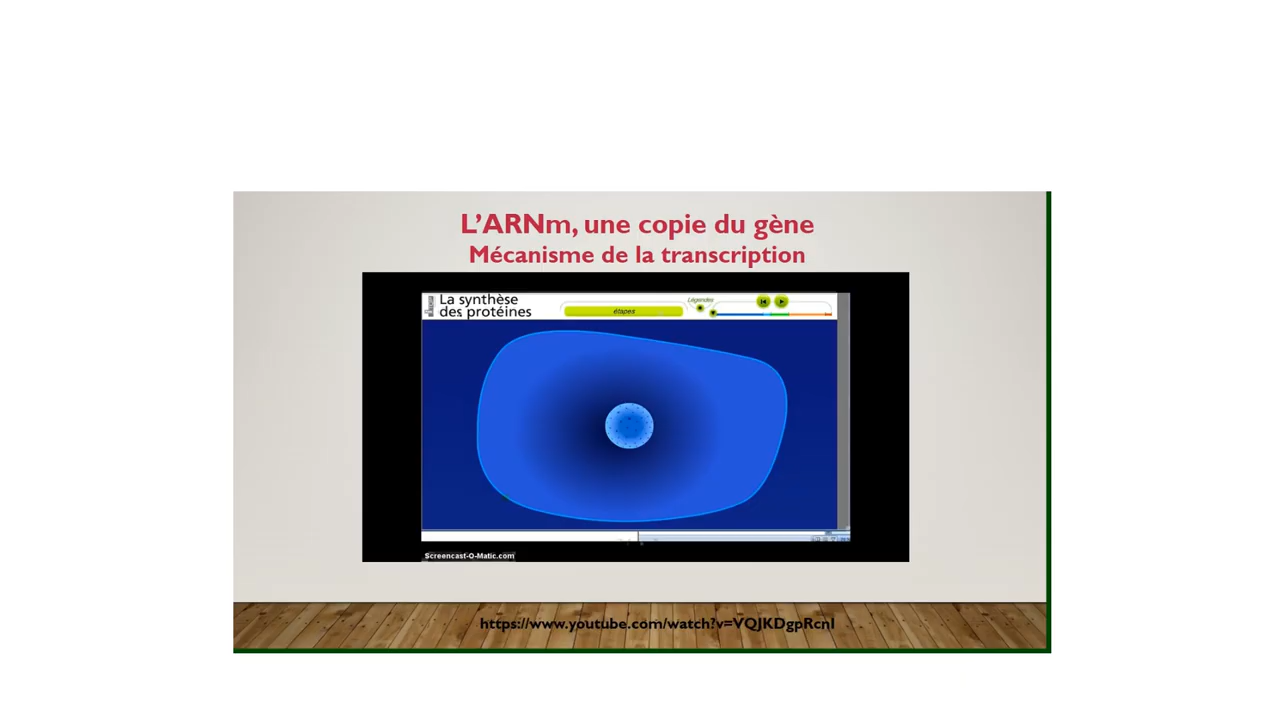 L'ARNm, une copie du gène
Mécanisme de la transcription
La synthèse
des protéines
étapes
Légendes
Screencast-O-Matic.com
https://www.youtube.com/watch?v=VQJKDgpRcnI